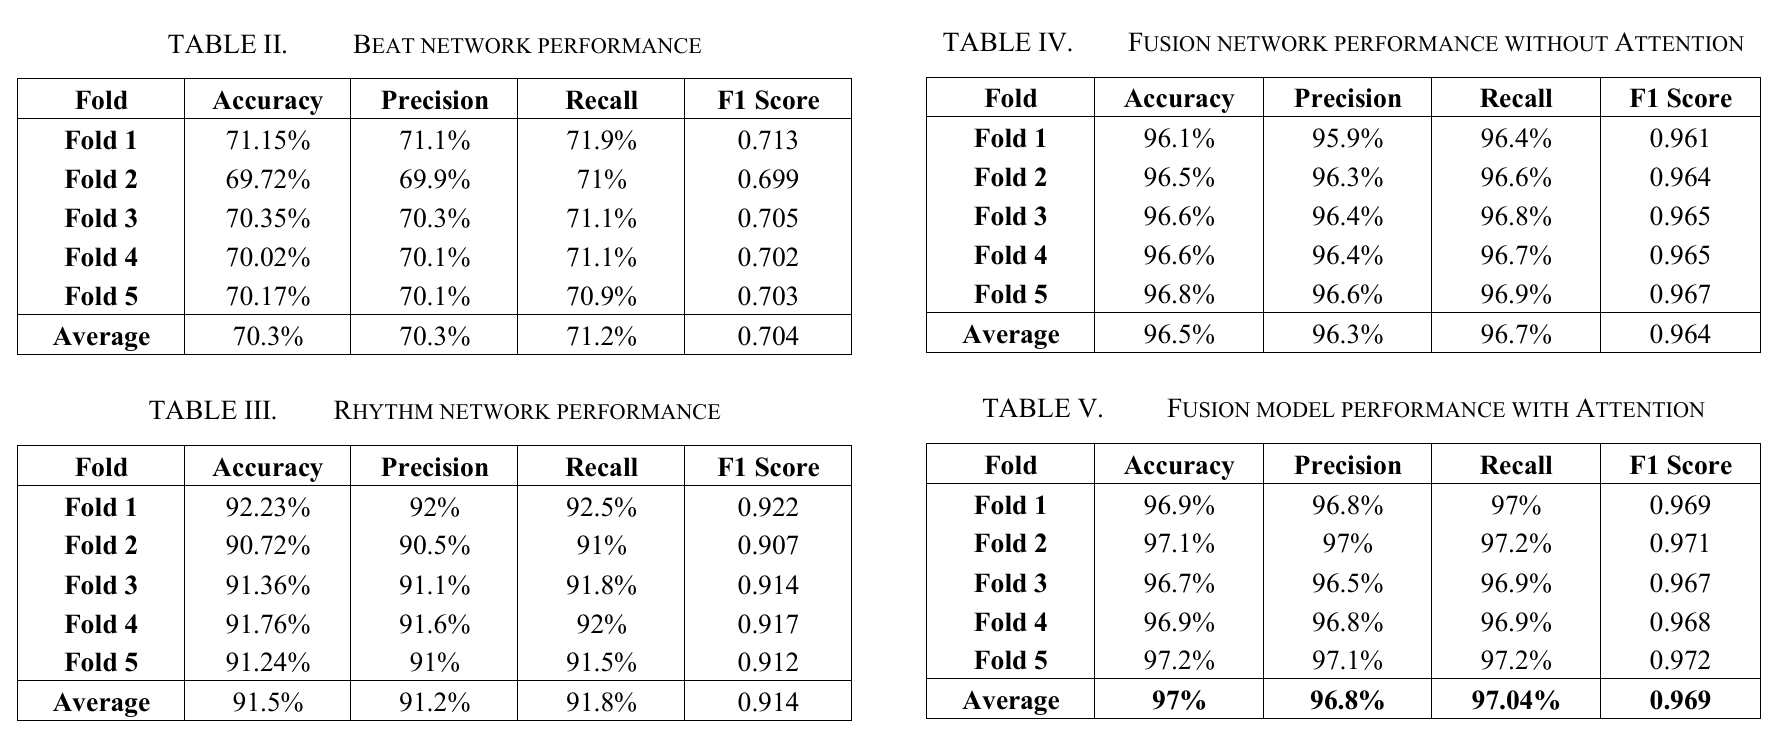 TABLE II. BEAT NETWORK PERFORMANCE
Fold Accuracy Precision Recall F1 Score
Fold 1 71.15% 71.1% 71.9% 0.713
Fold 2 69.72% 69.9% 71% 0.699
Fold 3 70.35% 70.3% 71.1% 0.705
Fold 4 70.02% 70.1% 71.1% 0.702
Fold 5 70.17% 70.1% 70.9% 0.703
Average 70.3% 70.3% 71.2% 0.704
TABLE III. RHYTHM NETWORK PERFORMANCE
Fold Accuracy Precision Recall F1 Score
Fold 1 92.23% 92% 92.5% 0.922
Fold 2 90.72% 90.5% 91% 0.907
Fold 3 91.36% 91.1% 91.8% 0.914
Fold 4 91.76% 91.6% 92% 0.917
Fold 5 91.24% 91% 91.5% 0.912
Average 91.5% 91.2% 91.8% 0.914
TABLE IV. FUSION NETWORK PERFORMANCE WITHOUT ATTENTION
Fold Accuracy Precision Recall F1 Score
Fold 1 96.1% 95.9% 96.4% 0.961
Fold 2 96.5% 96.3% 96.6% 0.964
Fold 3 96.6% 96.4% 96.8% 0.965
Fold 4 96.6% 96.4% 96.7% 0.965
Fold 5 96.8% 96.6% 96.9% 0.967
Average 96.5% 96.3% 96.7% 0.964
TABLE V. FUSION MODEL PERFORMANCE WITH ATTENTION
Fold Accuracy Precision Recall F1 Score
Fold 1 96.9% 96.8% 97% 0.969
Fold 2 97.1% 97% 97.2% 0.971
Fold 3 96.7% 96.5% 96.9% 0.967
Fold 4 96.9% 96.8% 96.9% 0.968
Fold 5 97.2% 97.1% 97.2% 0.972
Average 97% 96.8% 97.04% 0.969